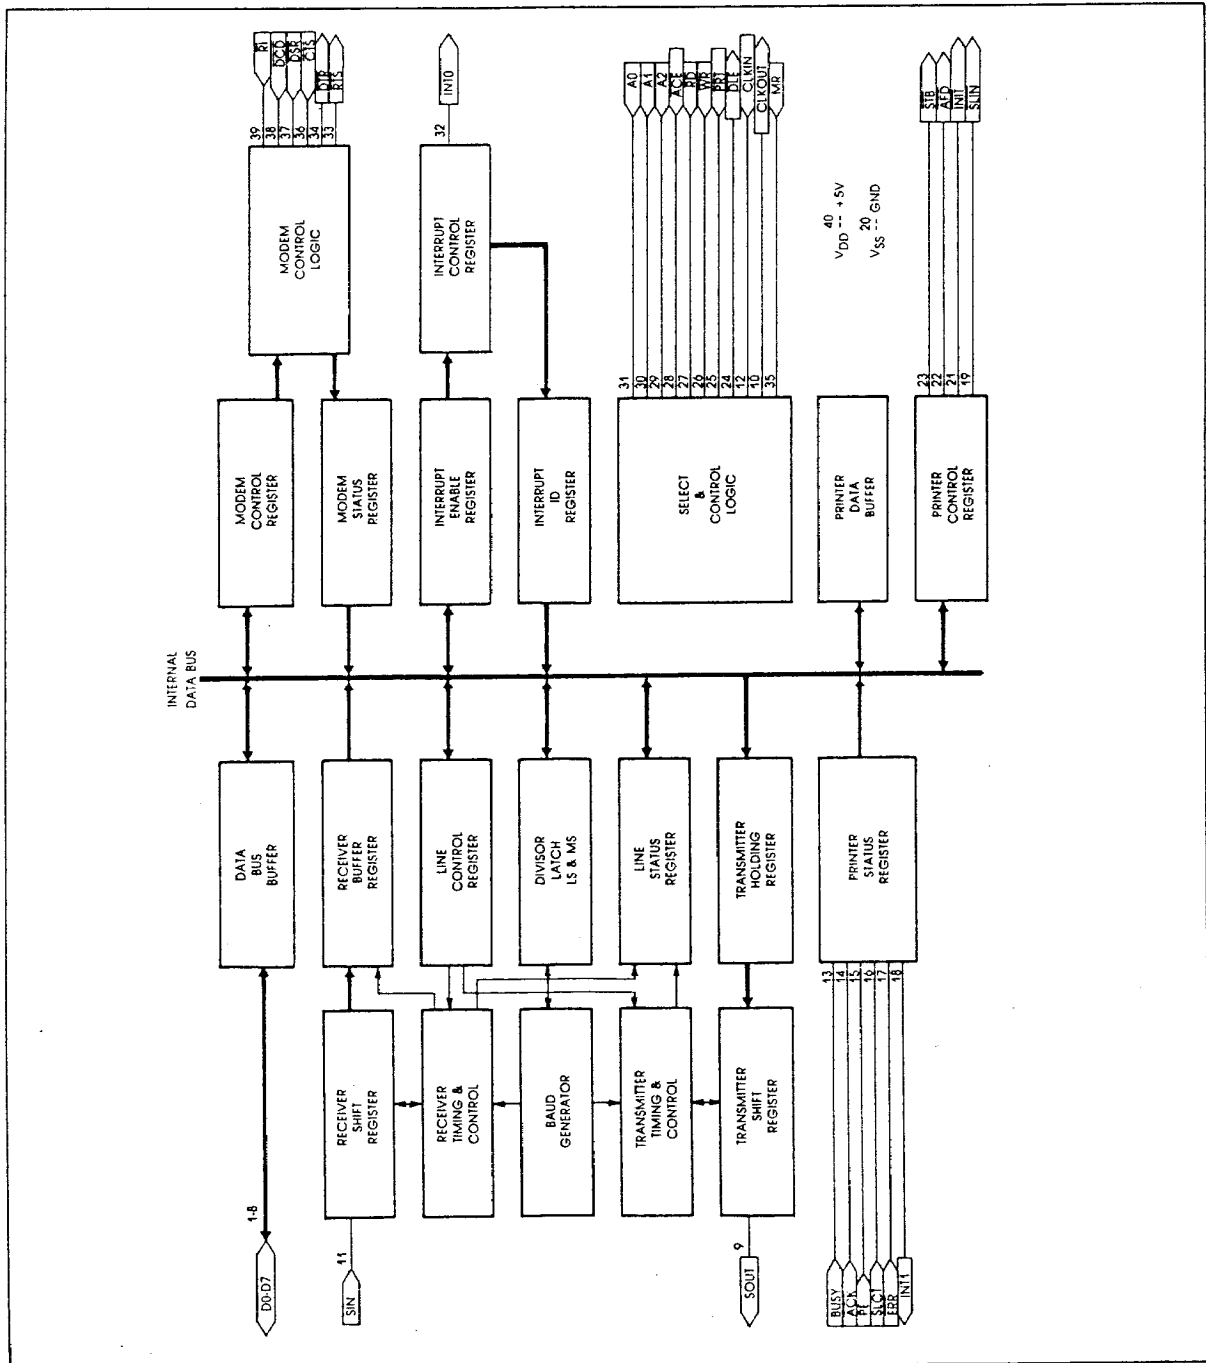 INTERNAL
DATA BUS
D0-D7
1-8
DATA
BUS
BUFFER
MODEM
CONTROL
REGISTER
MODEM
CONTROL
LOGIC
39
RI
38
DCD
37
DSR
36
CTS
34
DTR
33
RTS
SIN
11
RECEIVER
SHIFT
REGISTER
RECEIVER
BUFFER
REGISTER
MODEM
STATUS
REGISTER
RECEIVER
TIMING &
CONTROL
LINE
CONTROL
REGISTER
INTERRUPT
ENABLE
REGISTER
INTERRUPT
CONTROL
REGISTER
32
INT0
BAUD
GENERATOR
DIVISOR
LATCH
LS & MS
INTERRUPT
ID
REGISTER
TRANSMITTER
TIMING &
CONTROL
LINE
STATUS
REGISTER
SELECT
&
CONTROL
LOGIC
31
A0
30
A1
29
A2
28
ACE
27
RD
26
WR
25
PRT
24
DLE
12
CLKIN
10
CLKOUT
35
MR
SOUT
9
TRANSMITTER
SHIFT
REGISTER
TRANSMITTER
HOLDING
REGISTER
BUSY
13
ACK
14
PE
15
SLCT
16
ERR
17
INT1
18
PRINTER
STATUS
REGISTER
PRINTER
DATA
BUFFER
VDD 40 -- +5V
VSS 20 -- GND
PRINTER
CONTROL
REGISTER
23
STB
22
AFD
21
INIT
19
SLIN